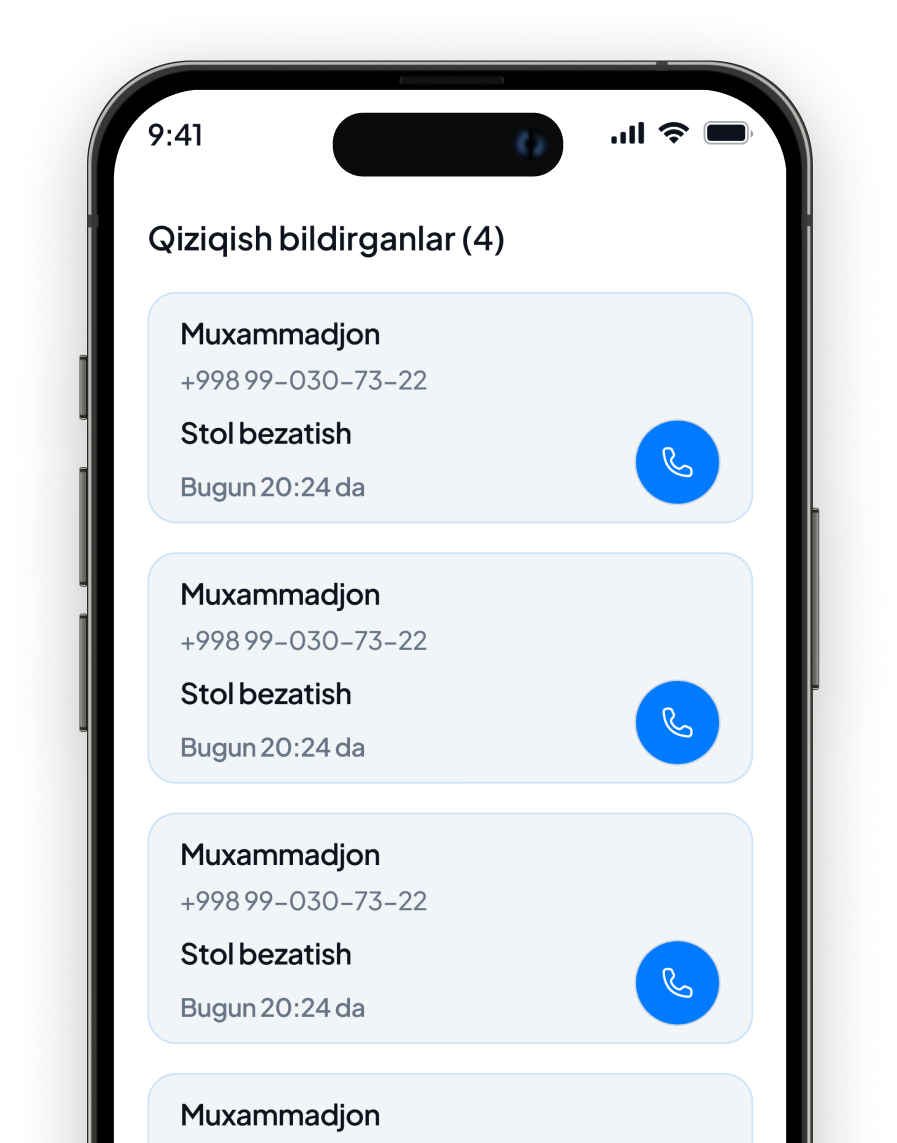 9:41
Qiziqish bildirganlar (4)
Muxammadjon
+998 99-030-73-22
Stol bezatish
Bugun 20:24 da
Muxammadjon
+998 99-030-73-22
Stol bezatish
Bugun 20:24 da
Muxammadjon
+998 99-030-73-22
Stol bezatish
Bugun 20:24 da
Muxammadjon